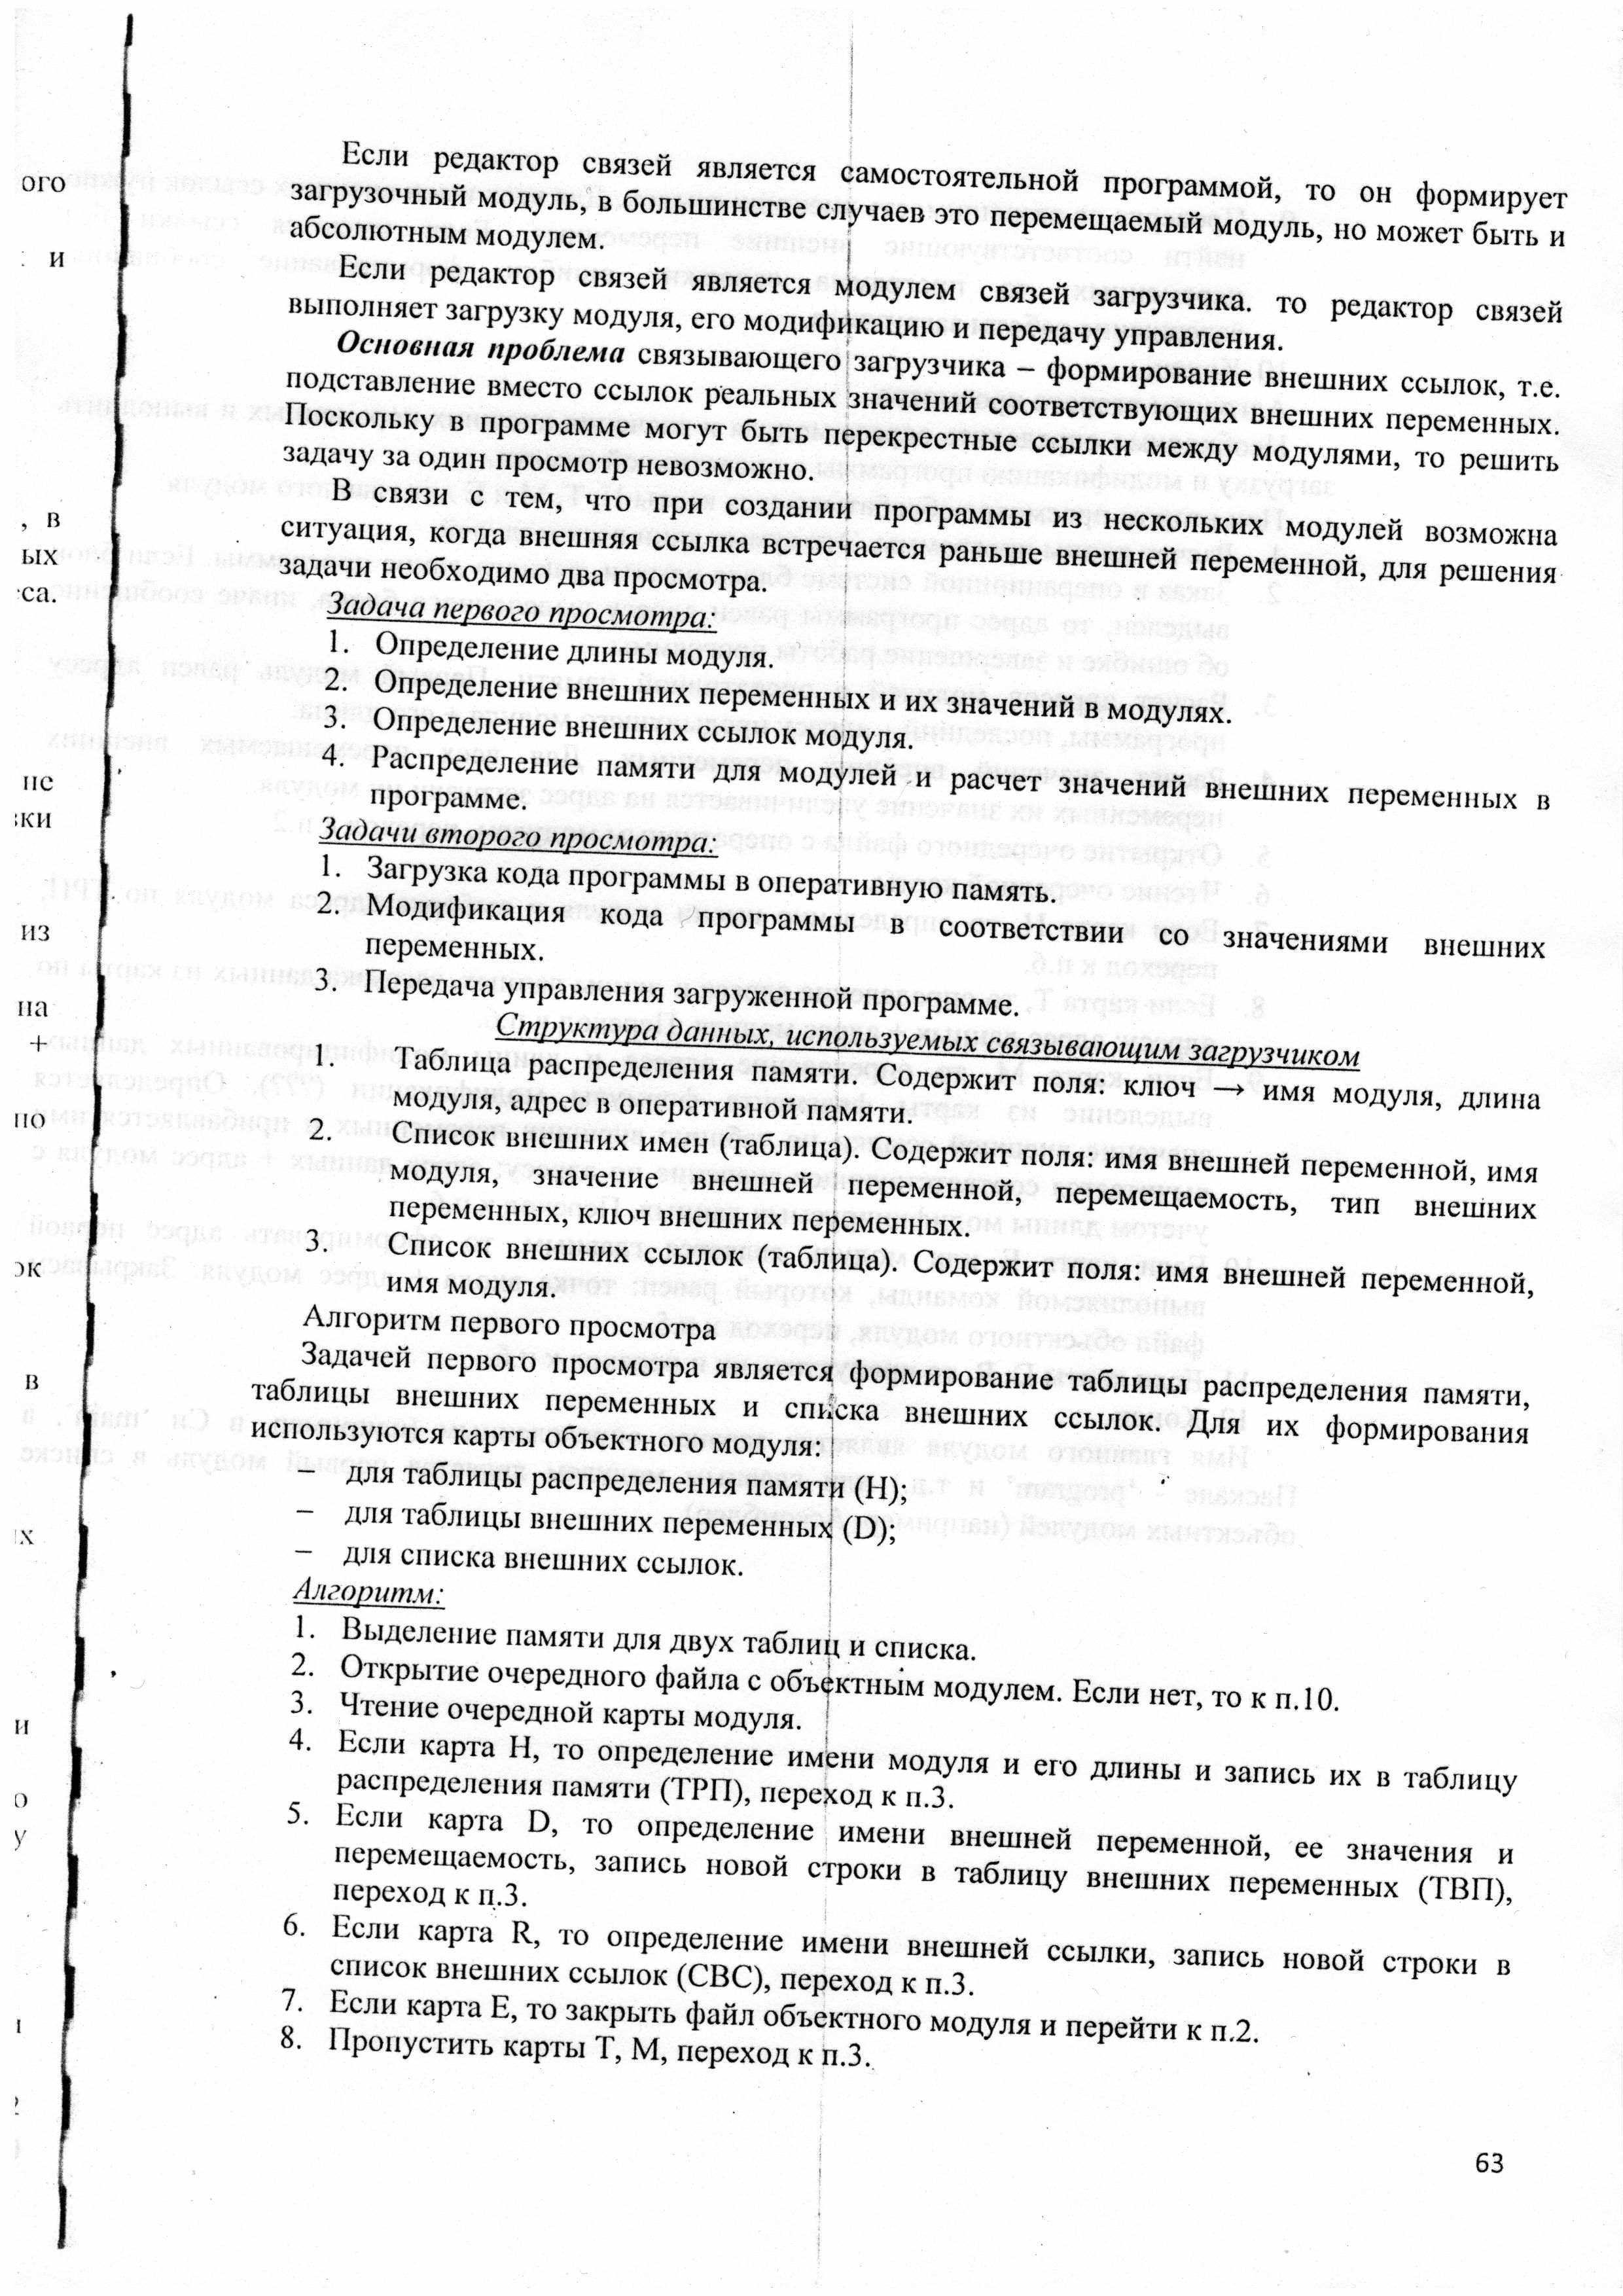 Если редактор связей является самостоятельной программой, то он формирует
загрузочный модуль, в большинстве случаев это перемещаемый модуль, но может быть и
абсолютным модулем.
Если редактор связей является модулем связей загрузчика. то редактор связей
выполняет загрузку модуля, его модификацию и передачу управления.
Основная проблема связывающего загрузчика – формирование внешних ссылок, т.е.
подставление вместо ссылок реальных значений соответствующих внешних переменных.
Поскольку в программе могут быть перекрестные ссылки между модулями, то решить
задачу за один просмотр невозможно.
В связи с тем, что при создании программы из нескольких модулей возможна
ситуация, когда внешняя ссылка встречается раньше внешней переменной, для решения
задачи необходимо два просмотра.
Задача первого просмотра:
1. Определение длины модуля.
2. Определение внешних переменных и их значений в модулях.
3. Определение внешних ссылок модуля.
4. Распределение памяти для модулей и расчет значений внешних переменных в
программе.
Задачи второго просмотра:
1. Загрузка кода программы в оперативную память.
2. Модификация кода программы в соответствии со значениями внешних
переменных.
3. Передача управления загруженной программе.
Структура данных, используемых связывающим загрузчиком
1. Таблица распределения памяти. Содержит поля: ключ → имя модуля, длина
модуля, адрес в оперативной памяти.
2. Список внешних имен (таблица). Содержит поля: имя внешней переменной, имя
модуля, значение внешней переменной, перемещаемость, тип внешних
переменных, ключ внешних переменных.
3. Список внешних ссылок (таблица). Содержит поля: имя внешней переменной,
имя модуля.
Алгоритм первого просмотра
Задачей первого просмотра является формирование таблицы распределения памяти,
таблицы внешних переменных и списка внешних ссылок. Для их формирования
используются карты объектного модуля:
– для таблицы распределения памяти (H);
– для таблицы внешних переменных (D);
– для списка внешних ссылок.
Алгоритм:
1. Выделение памяти для двух таблиц и списка.
2. Открытие очередного файла с объектным модулем. Если нет, то к п.10.
3. Чтение очередной карты модуля.
4. Если карта H, то определение имени модуля и его длины и запись их в таблицу
распределения памяти (ТРП), переход к п.3.
5. Если карта D, то определение имени внешней переменной, ее значения и
перемещаемость, запись новой строки в таблицу внешних переменных (ТВП),
переход к п.3.
6. Если карта R, то определение имени внешней ссылки, запись новой строки в
список внешних ссылок (СВС), переход к п.3.
7. Если карта Е, то закрыть файл объектного модуля и перейти к п.2.
8. Пропустить карты Т, М, переход к п.3.
63